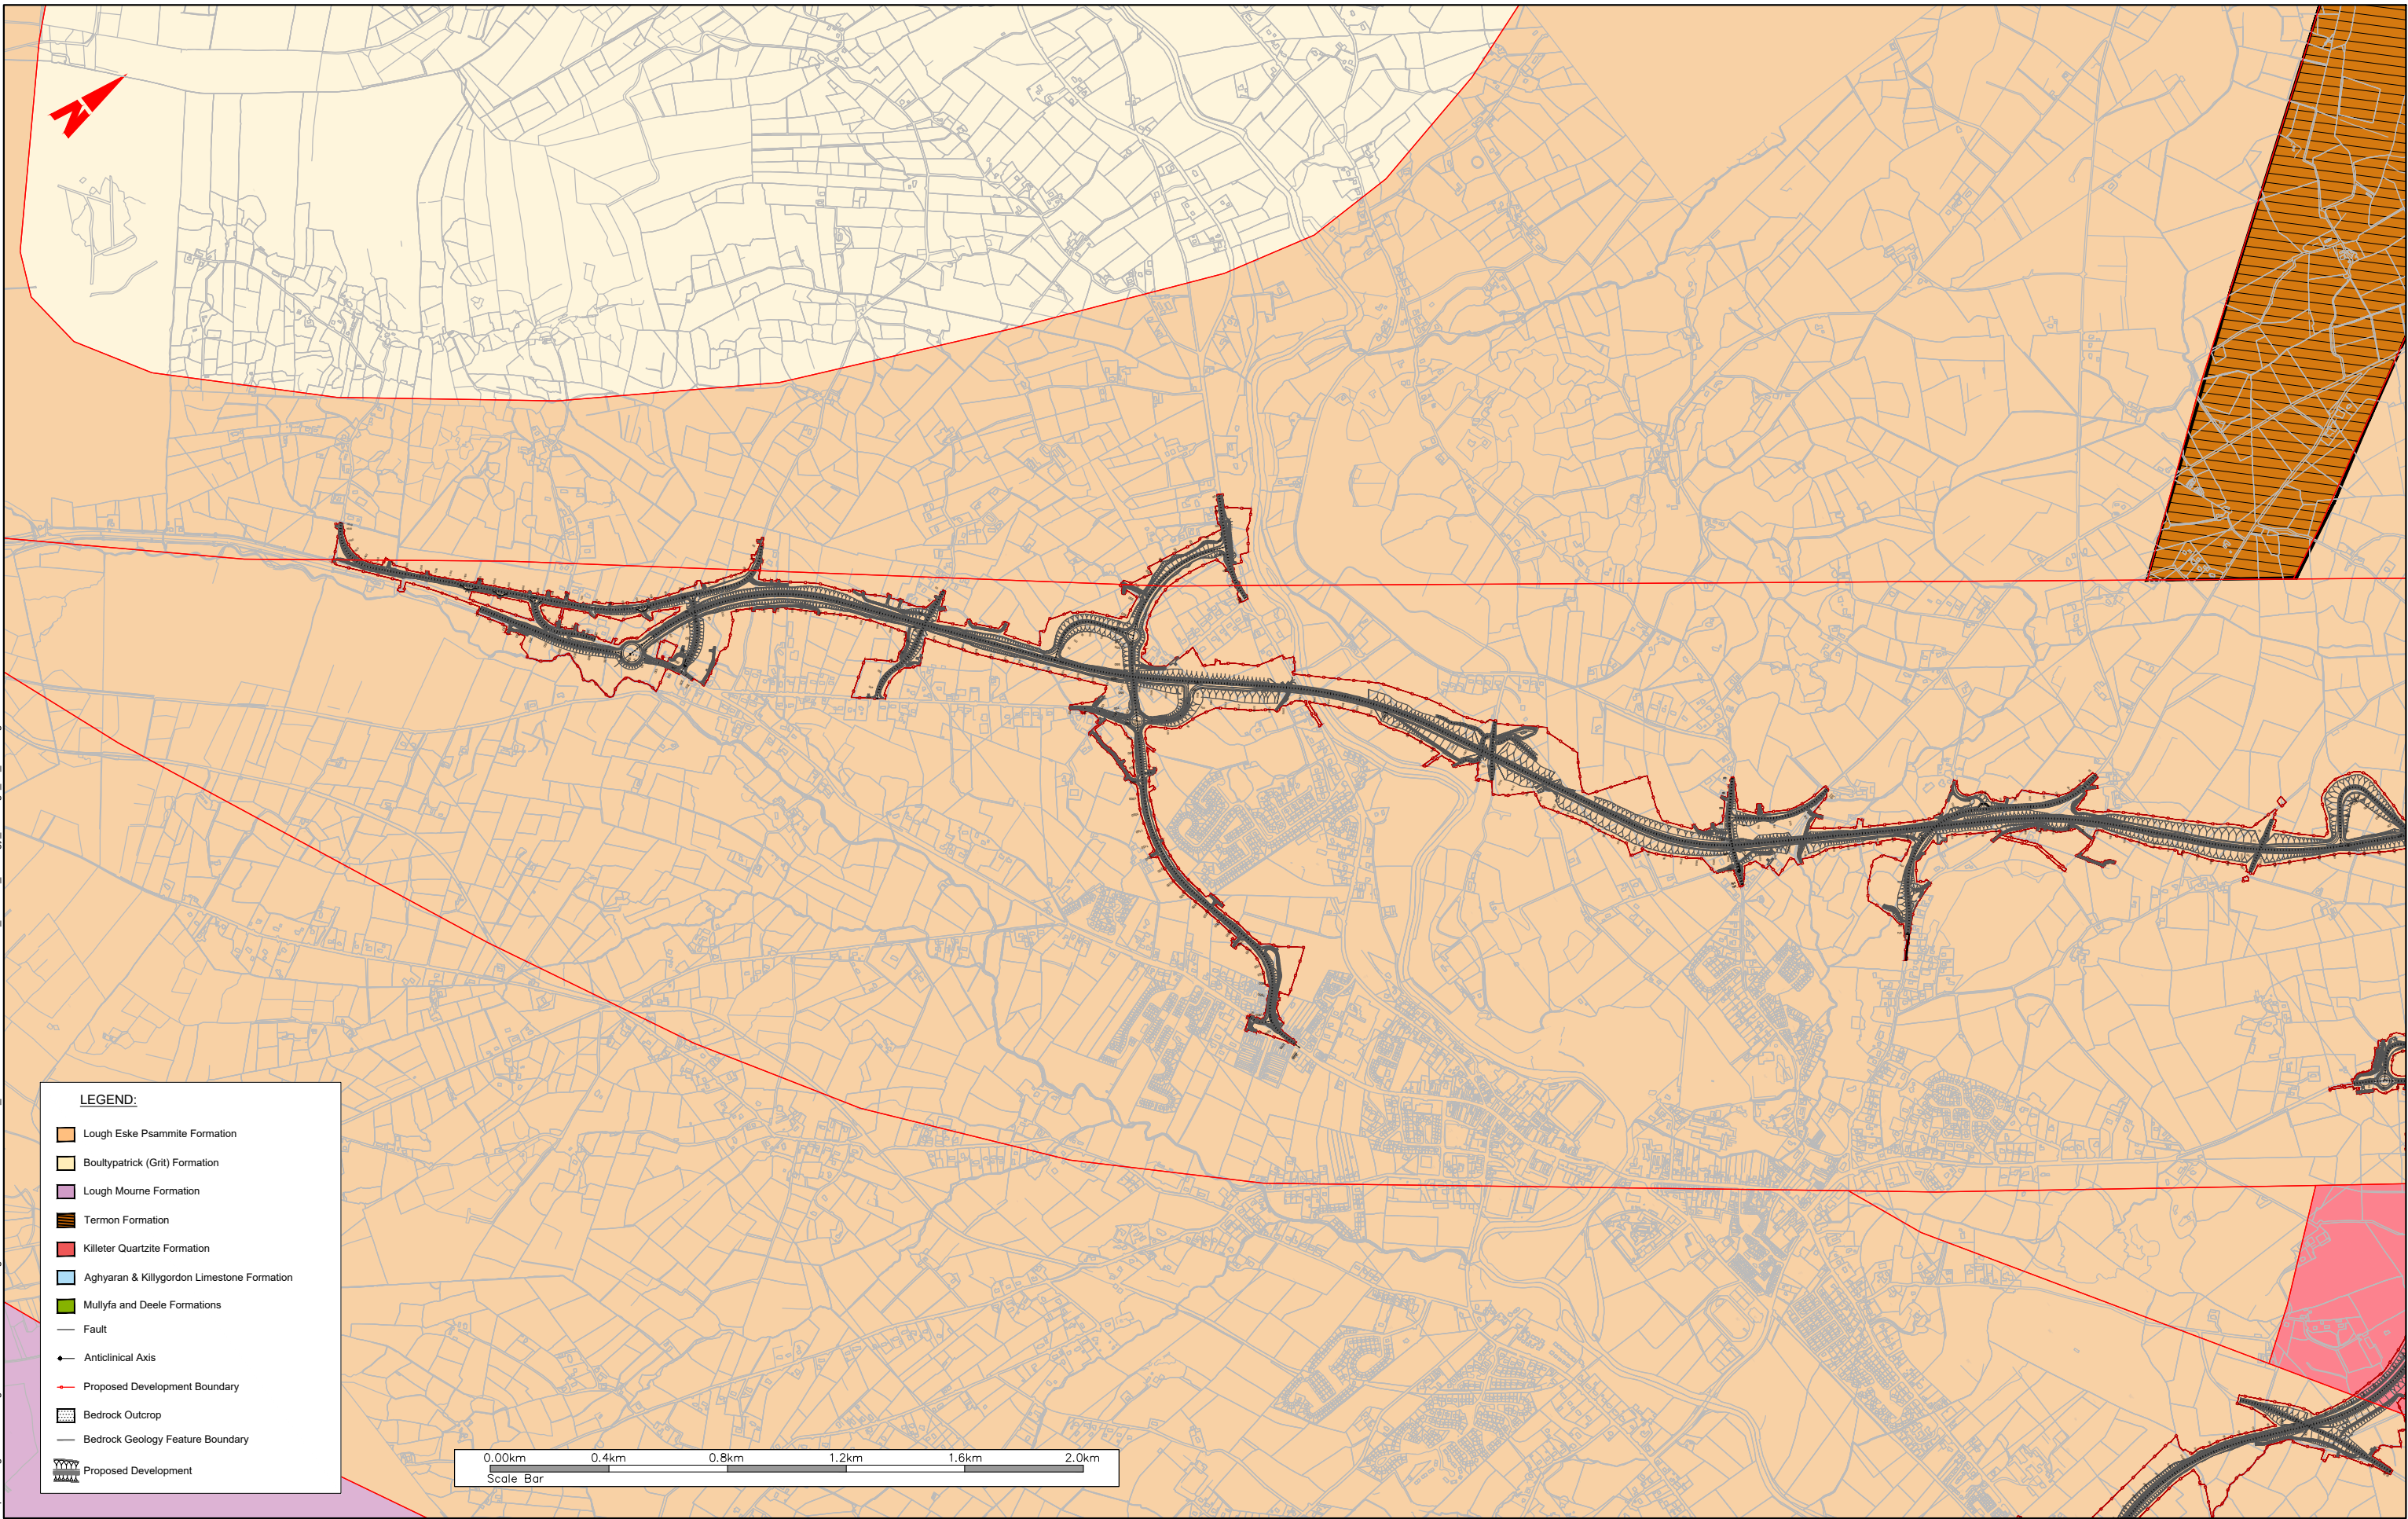 N
LEGEND:
Lough Eske Psammite Formation
Boultypatrick (Grit) Formation
Lough Mourne Formation
Termon Formation
Killeter Quartzite Formation
Aghyaran & Killygordon Limestone Formation
Mullyfa and Deele Formations
Fault
Anticlinical Axis
Proposed Development Boundary
Bedrock Outcrop
Bedrock Geology Feature Boundary
Proposed Development
0.00km 0.4km 0.8km 1.2km 1.6km 2.0km
Scale Bar